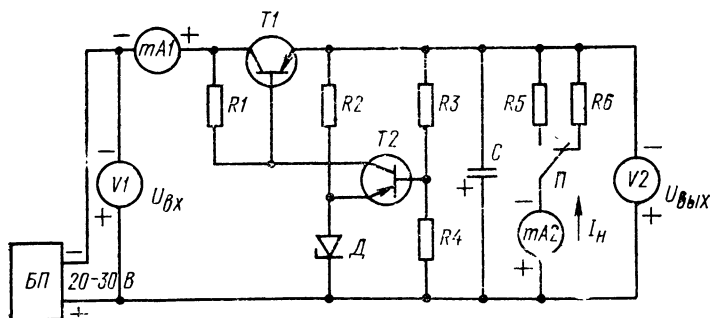 T1
− mA1 +
R1
R2
R3
R5
R6
T2
C
−
V1
+
Uвх
П
−
V2
+
Uвых
−
mA2
+
Iн
R4
Д
−
БП
20-30 В
+
+